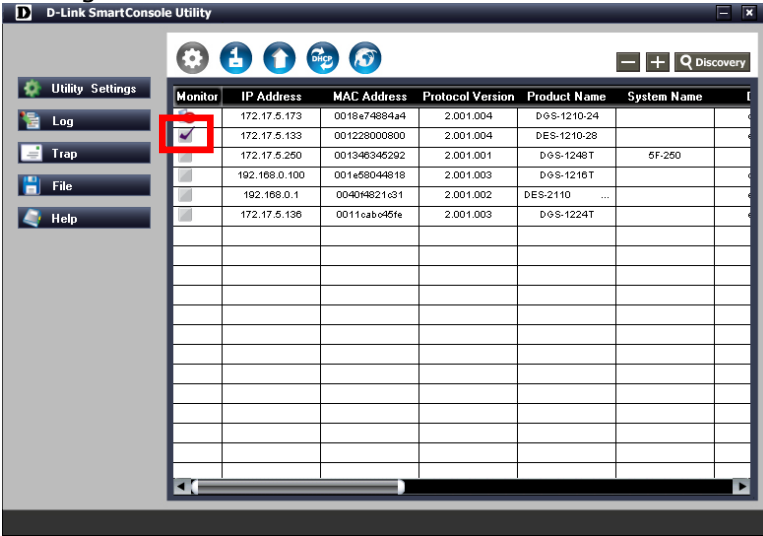 D D-Link SmartConsole Utility
1 DHCP
Discovery
Utility Settings
Log
Trap
File
Help
Monitor IP Address MAC Address Protocol Version Product Name System Name
172.17.5.173 0018e74884a4 2.001.004 DGS-1210-24
172.17.5.133 001228000800 2.001.004 DES-1210-28
172.17.5.250 001346345292 2.001.001 DGS-1248T 5F-250
192.168.0.100 001e58044818 2.001.003 DGS-1216T
192.168.0.1 0040f4821c31 2.001.002 DES-2110 ...
172.17.5.136 0011cabc45fe 2.001.003 DGS-1224T